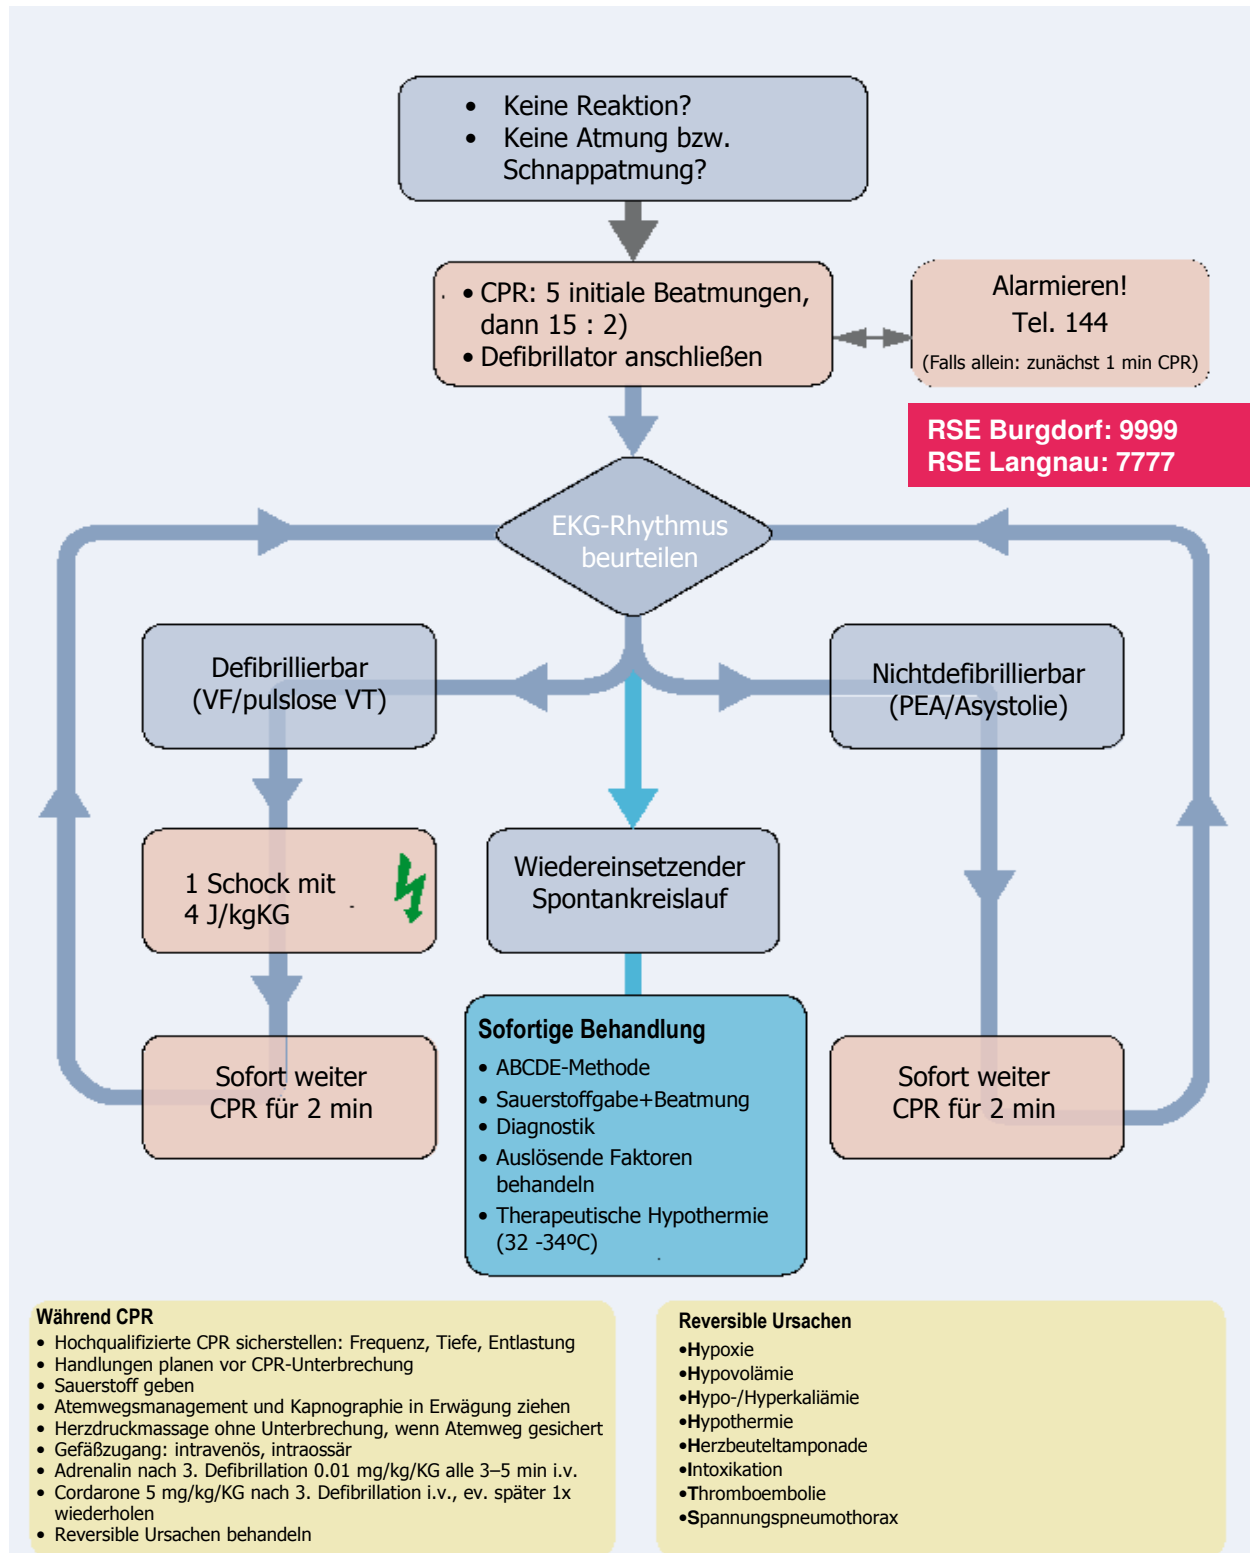 • Keine Reaktion?
• Keine Atmung bzw.
Schnappatmung?
• CPR: 5 initiale Beatmungen,
dann 15 : 2)
• Defibrillator anschließen
Alarmieren!
Tel. 144
(Falls allein: zunächst 1 min CPR)
RSE Burgdorf: 9999
RSE Langnau: 7777
EKG-Rhythmus
beurteilen
Defibrillierbar
(VF/pulslose VT)
Nichtdefibrillierbar
(PEA/Asystolie)
1 Schock mit
4 J/kgKG
Wiedereinsetzender
Spontankreislauf
Sofort weiter
CPR für 2 min
Sofortige Behandlung
• ABCDE-Methode
• Sauerstoffgabe+Beatmung
• Diagnostik
• Auslösende Faktoren
behandeln
• Therapeutische Hypothermie
(32 -34ºC)
Sofort weiter
CPR für 2 min
Während CPR
• Hochqualifizierte CPR sicherstellen: Frequenz, Tiefe, Entlastung
• Handlungen planen vor CPR-Unterbrechung
• Sauerstoff geben
• Atemwegsmanagement und Kapnographie in Erwägung ziehen
• Herzdruckmassage ohne Unterbrechung, wenn Atemweg gesichert
• Gefäßzugang: intravenös, intraossär
• Adrenalin nach 3. Defibrillation 0.01 mg/kg/KG alle 3–5 min i.v.
• Cordarone 5 mg/kg/KG nach 3. Defibrillation i.v., ev. später 1x
wiederholen
• Reversible Ursachen behandeln
Reversible Ursachen
•Hypoxie
•Hypovolämie
•Hypo-/Hyperkaliämie
•Hypothermie
•Herzbeuteltamponade
•Intoxikation
•Thromboembolie
•Spannungspneumothorax